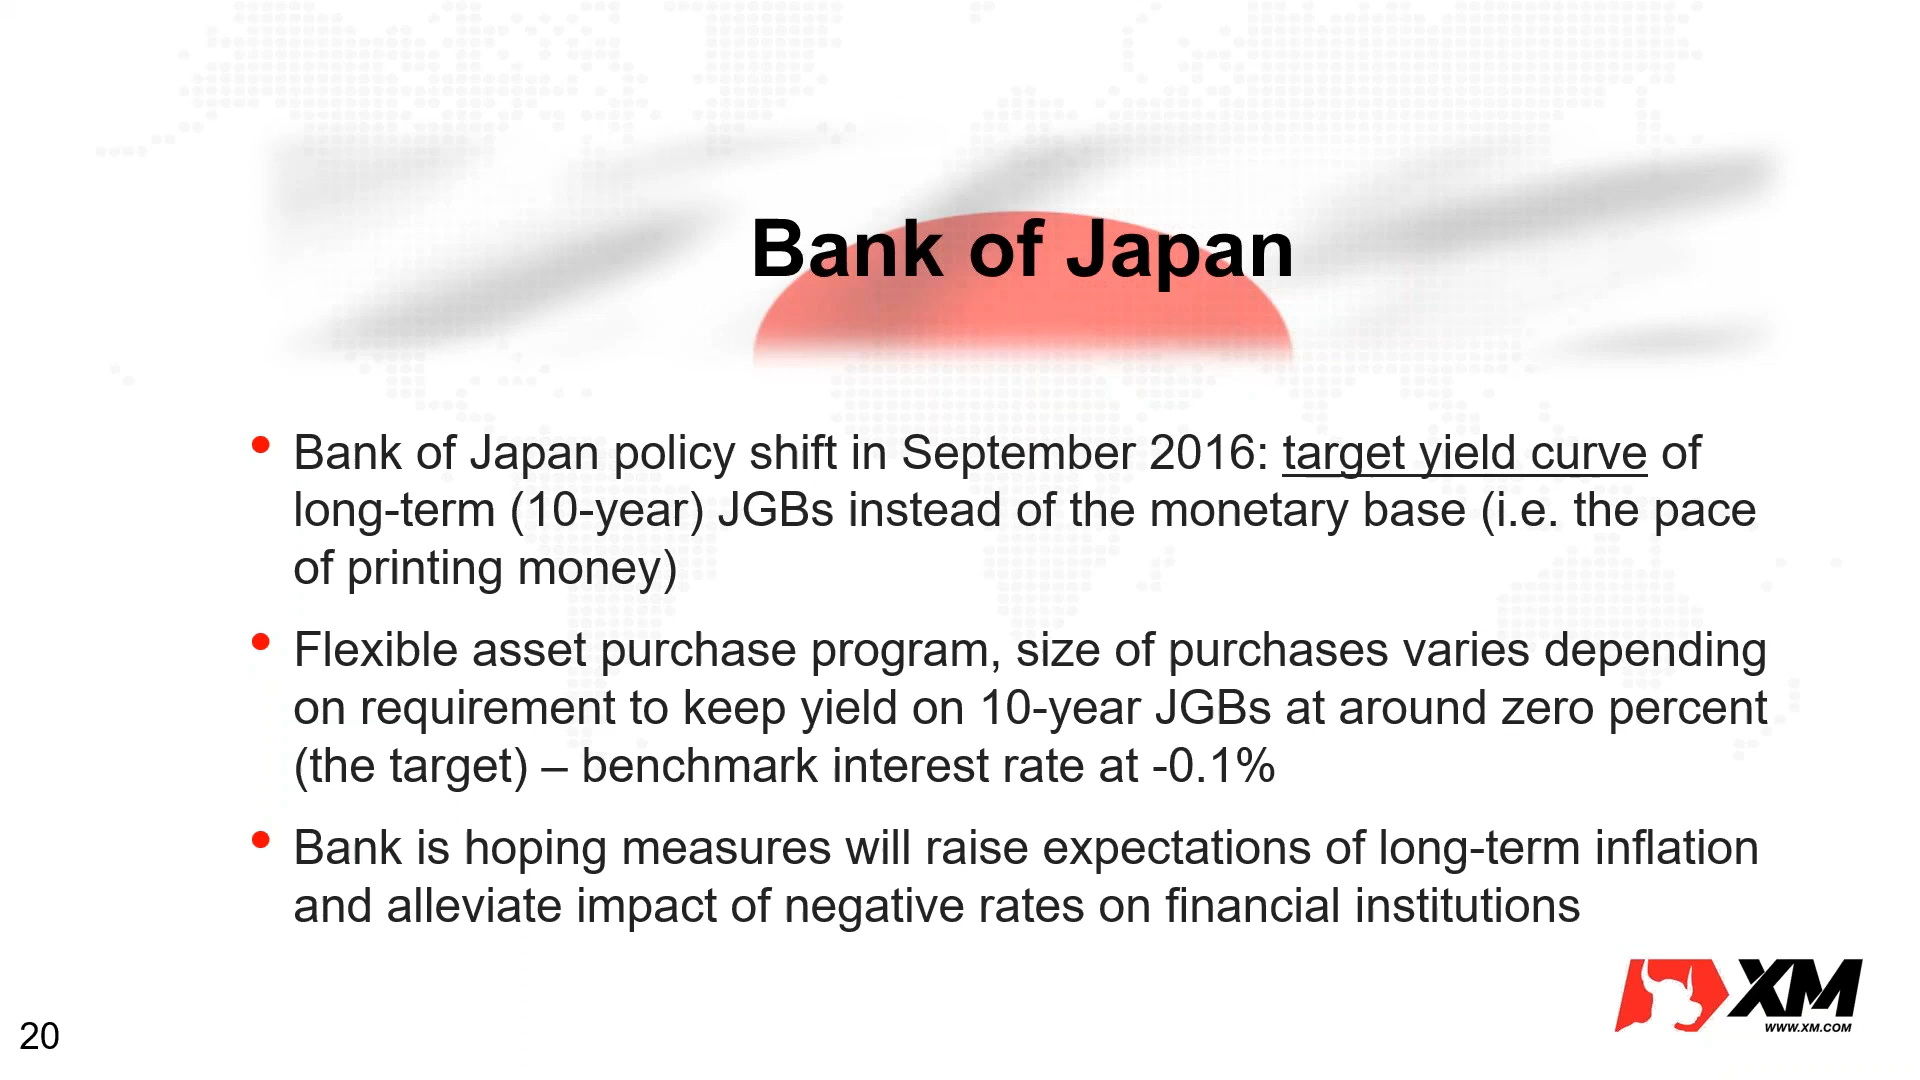 Bank of Japan
• Bank of Japan policy shift in September 2016: target yield curve of
long-term (10-year) JGBs instead of the monetary base (i.e. the pace
of printing money)
• Flexible asset purchase program, size of purchases varies depending
on requirement to keep yield on 10-year JGBs at around zero percent
(the target) – benchmark interest rate at -0.1%
• Bank is hoping measures will raise expectations of long-term inflation
and alleviate impact of negative rates on financial institutions
XM
WWW.XM.COM
20